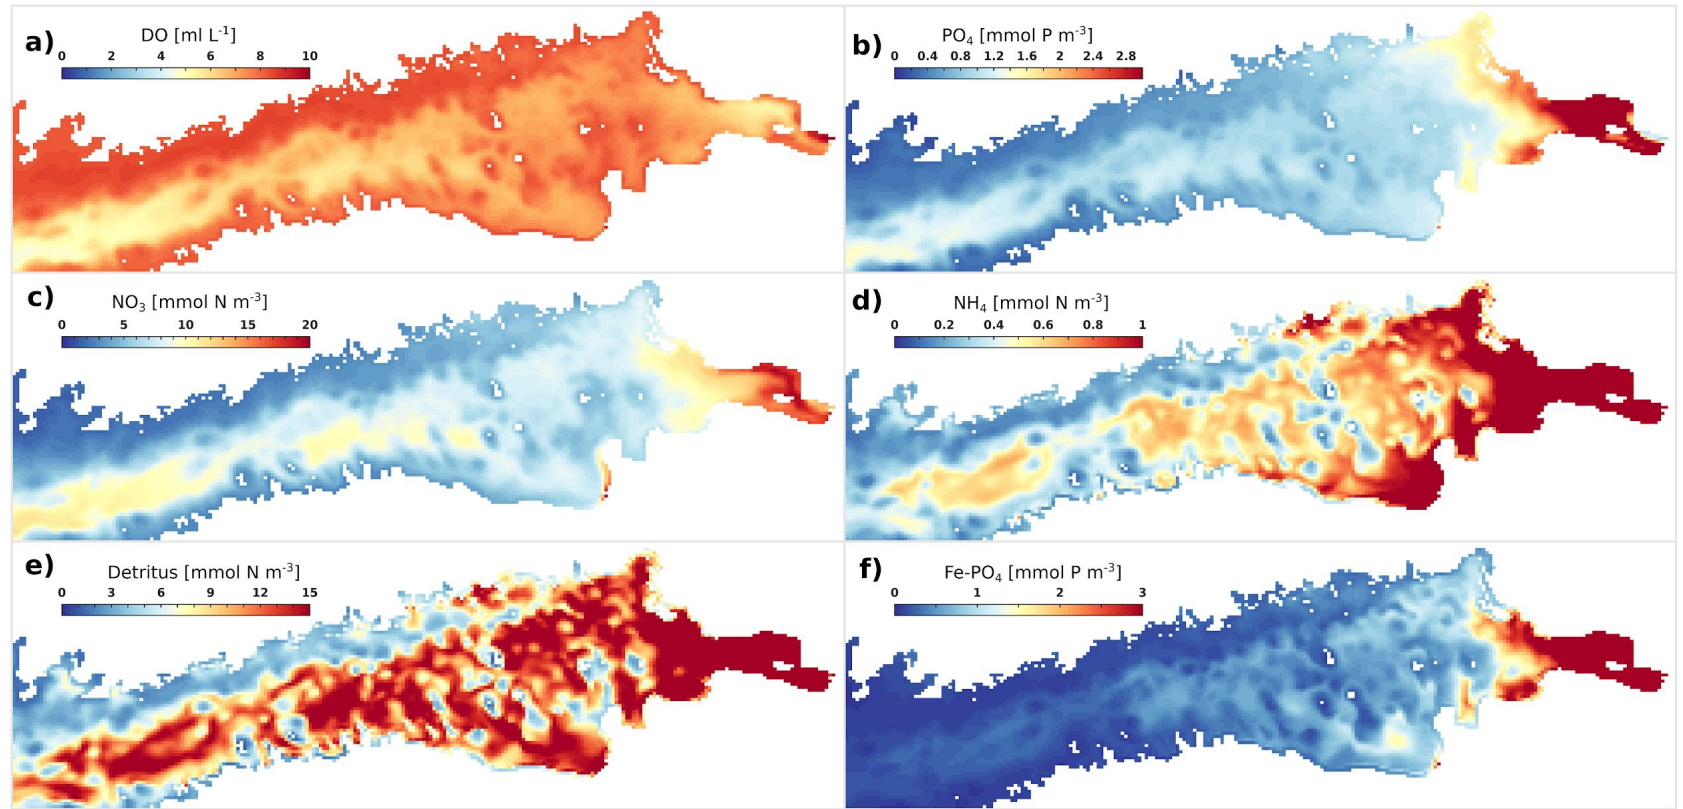 a) DO [ml L⁻¹]
0 2 4 6 8 10
b) PO₄ [mmol P m⁻³]
0 0.4 0.8 1.2 1.6 2 2.4 2.8
c) NO₃ [mmol N m⁻³]
0 5 10 15 20
d) NH₄ [mmol N m⁻³]
0 0.2 0.4 0.6 0.8 1
e) Detritus [mmol N m⁻³]
0 3 6 9 12 15
f) Fe-PO₄ [mmol P m⁻³]
0 1 2 3